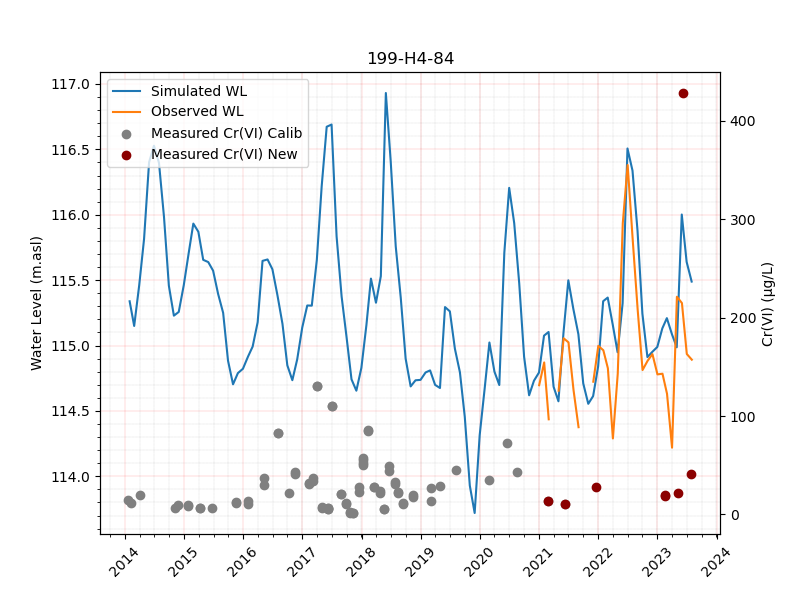 199-H4-84
Simulated WL
Observed WL
Measured Cr(VI) Calib
Measured Cr(VI) New
Water Level (m.asl)
117.0
116.5
116.0
115.5
115.0
114.5
114.0
Cr(VI) (μg/L)
400
300
200
100
0
2014 2015 2016 2017 2018 2019 2020 2021 2022 2023 2024